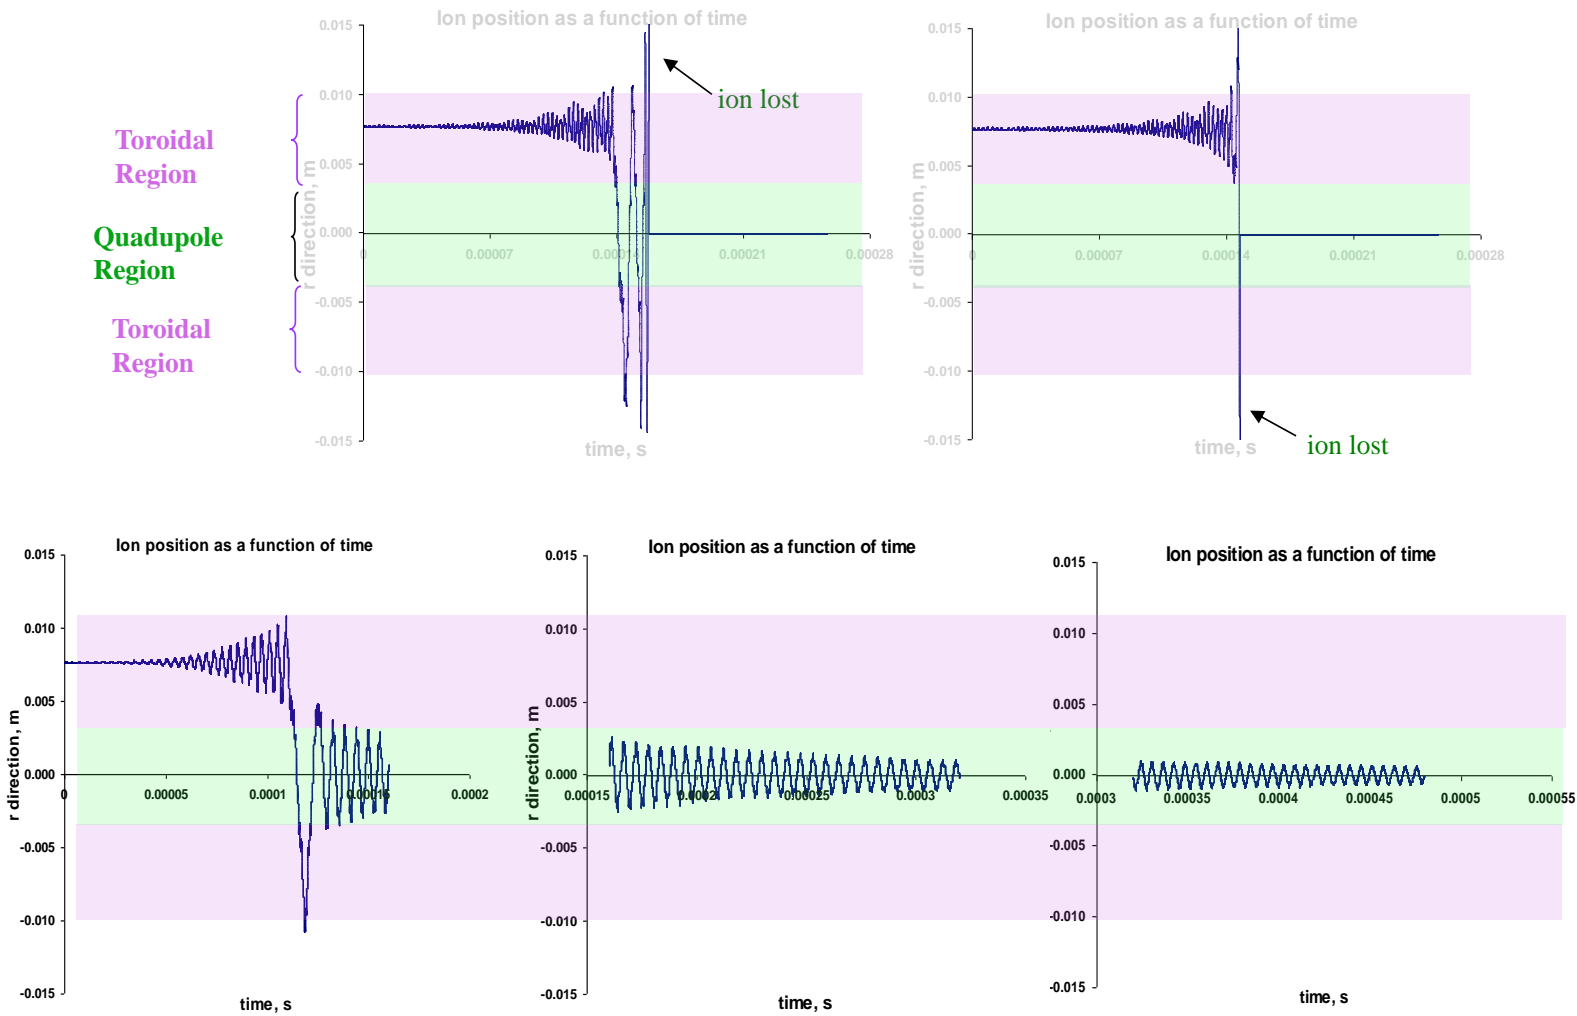 Ion position as a function of time
0.015
0.010
0.005
0.000
-0.005
-0.010
-0.015
0
0.00007
0.00014
0.00021
0.00028
r direction, m
time, s
ion lost
Toroidal
Region
Quadupole
Region
Toroidal
Region
Ion position as a function of time
0.015
0.010
0.005
0.000
-0.005
-0.010
-0.015
0
0.00007
0.00014
0.00021
0.00028
r direction, m
time, s
ion lost
Ion position as a function of time
0.015
0.010
0.005
0.000
-0.005
-0.010
-0.015
0
0.00005
0.0001
0.00015
0.0002
r direction, m
time, s
Ion position as a function of time
0.015
0.010
0.005
0.000
-0.005
-0.010
-0.015
0.00015
0.0002
0.00025
0.0003
0.00035
r direction, m
time, s
Ion position as a function of time
0.015
0.010
0.005
0.000
-0.005
-0.010
-0.015
0.0003
0.00035
0.0004
0.00045
0.0005
0.00055
time, s